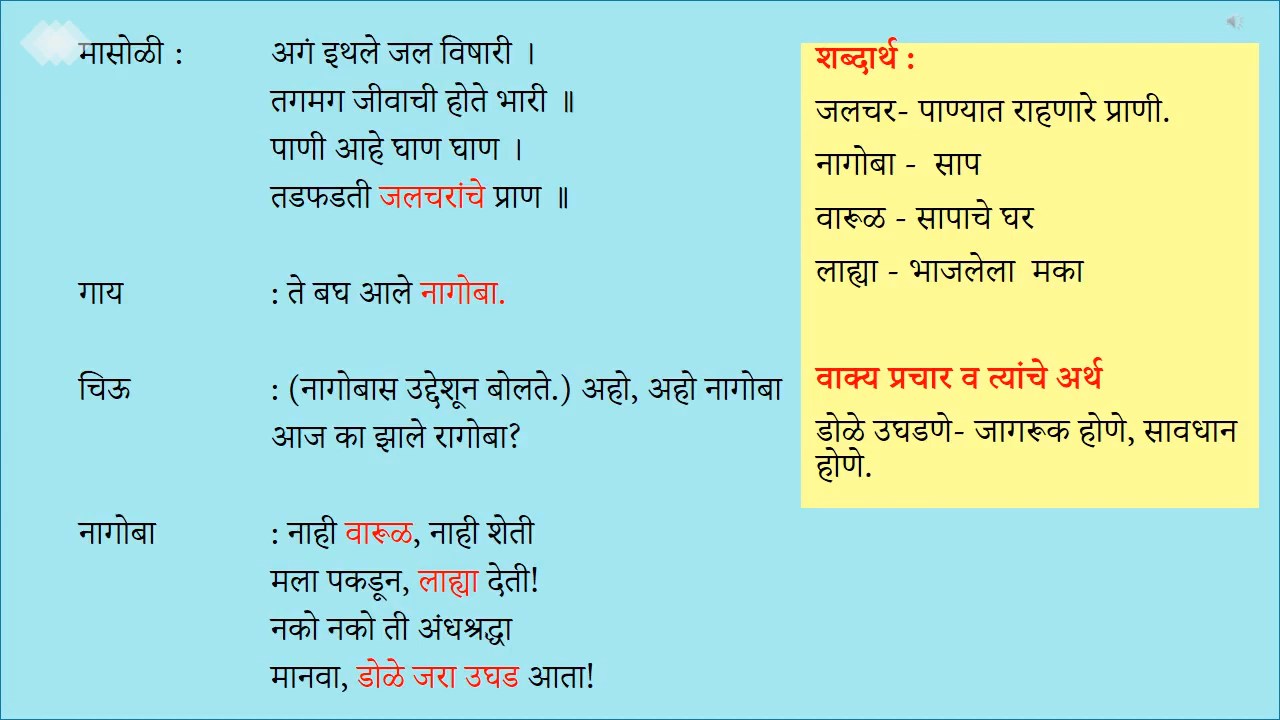 मासोळी : अगं इथले जल विषारी ।
तगमग जीवाची होते भारी ॥
पाणी आहे घाण घाण ।
तडफडती जलचरांचे प्राण ॥
गाय : ते बघ आले नागोबा.
चिऊ : (नागोबास उद्देशून बोलते.) अहो, अहो नागोबा
आज का झाले रागोबा?
नागोबा : नाही वारूळ, नाही शेती
मला पकडून, लाह्या देती!
नको नको ती अंधश्रद्धा
मानवा, डोळे जरा उघड आता!
शब्दार्थ :
जलचर- पाण्यात राहणारे प्राणी.
नागोबा - साप
वारूळ - सापाचे घर
लाह्या - भाजलेला मका
वाक्य प्रचार व त्यांचे अर्थ
डोळे उघडणे- जागरूक होणे, सावधान
होणे.